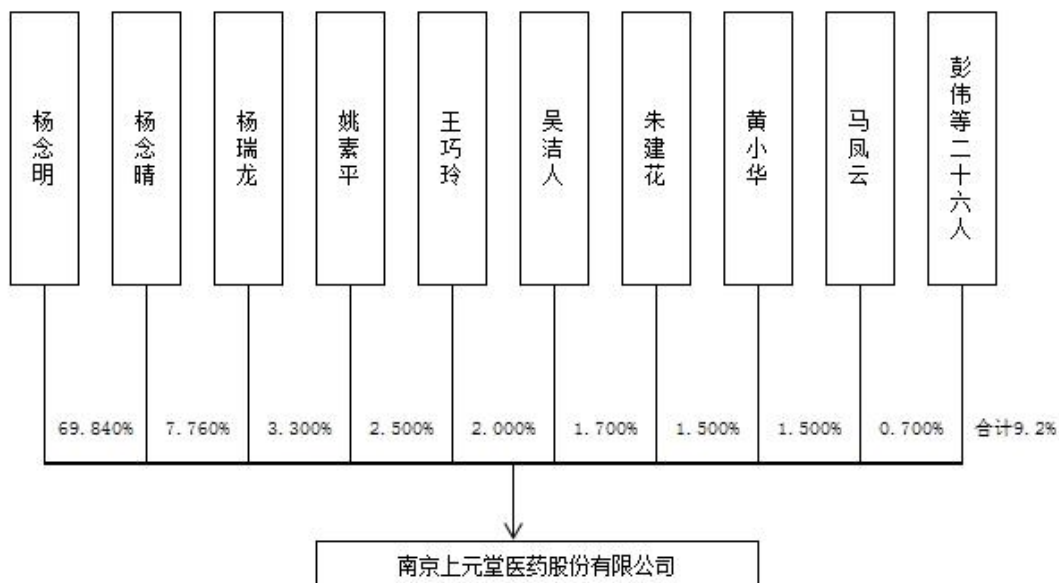 杨念明
杨念晴
杨瑞龙
姚素平
王巧玲
吴洁人
朱建花
黄小华
马凤云
彭伟等二十六人
69.840%
7.760%
3.300%
2.500%
2.000%
1.700%
1.500%
1.500%
0.700%
合计9.2%
南京上元堂医药股份有限公司